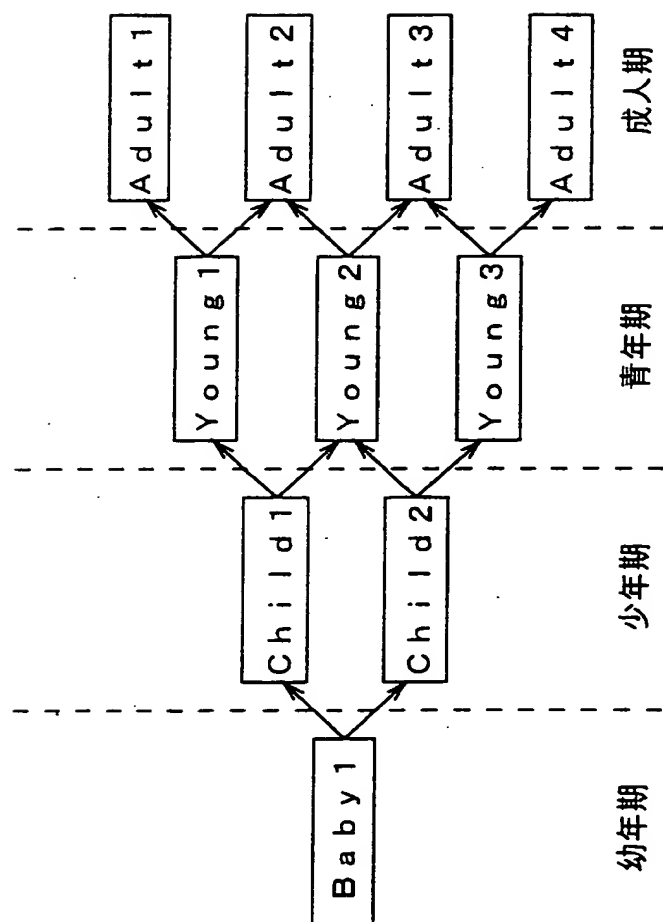 Baby1
Child1
Child2
Young1
Young2
Young3
Adult1
Adult2
Adult3
Adult4
幼年期
少年期
青年期
成人期